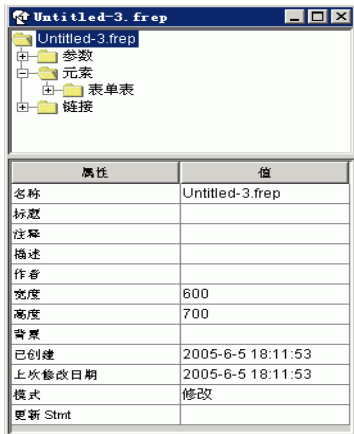 Untitled-3.frep
Untitled-3.frep
参数
元素
表单表
链接
属性 值
名称 Untitled-3.frep
标题
注释
描述
作者
宽度 600
高度 700
背景
已创建 2005-6-5 18:11:53
上次修改日期 2005-6-5 18:11:53
模式 修改
更新 Stmt